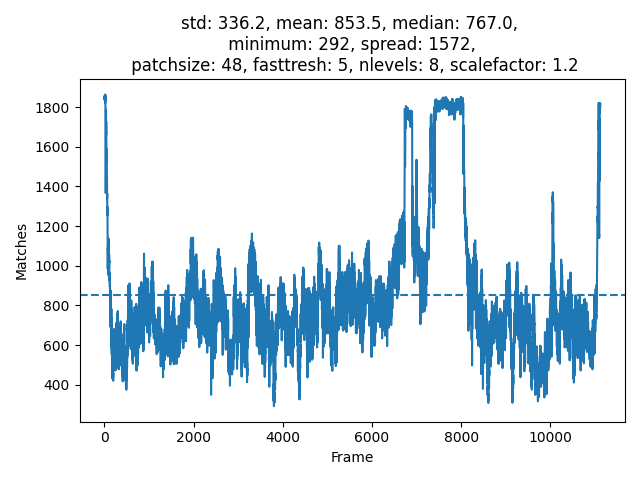 std: 336.2, mean: 853.5, median: 767.0,
minimum: 292, spread: 1572,
patchsize: 48, fasttresh: 5, nlevels: 8, scalefactor: 1.2
1800
1600
1400
1200
1000
800
600
400
Matches
0 2000 4000 6000 8000 10000
Frame